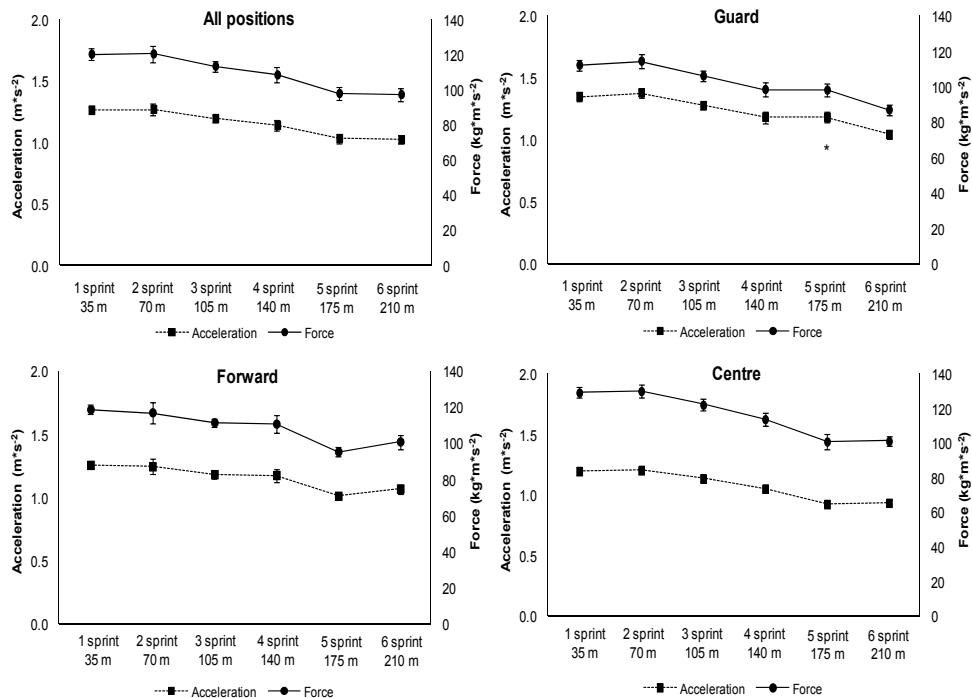 All positions
Acceleration (m*s-2)
2.0
1.5
1.0
0.5
0.0
140
120
100
80
60
40
20
0
Force (kg*m*s-2)
1 sprint 2 sprint 3 sprint 4 sprint 5 sprint 6 sprint
35 m 70 m 105 m 140 m 175 m 210 m
Acceleration Force
Guard
Acceleration (m*s-2)
2.0
1.5
1.0
0.5
0.0
*
140
120
100
80
60
40
20
0
Force (kg*m*s-2)
1 sprint 2 sprint 3 sprint 4 sprint 5 sprint 6 sprint
35 m 70 m 105 m 140 m 175 m 210 m
Acceleration Force
Forward
Acceleration (m*s-2)
2.0
1.5
1.0
0.5
0.0
140
120
100
80
60
40
20
0
Force (kg*m*s-2)
1 sprint 2 sprint 3 sprint 4 sprint 5 sprint 6 sprint
35 m 70 m 105 m 140 m 175 m 210 m
Acceleration Force
Centre
Acceleration (m*s-2)
2.0
1.5
1.0
0.5
0.0
140
120
100
80
60
40
20
0
Force (kg*m*s-2)
1 sprint 2 sprint 3 sprint 4 sprint 5 sprint 6 sprint
35 m 70 m 105 m 140 m 175 m 210 m
Acceleration Force